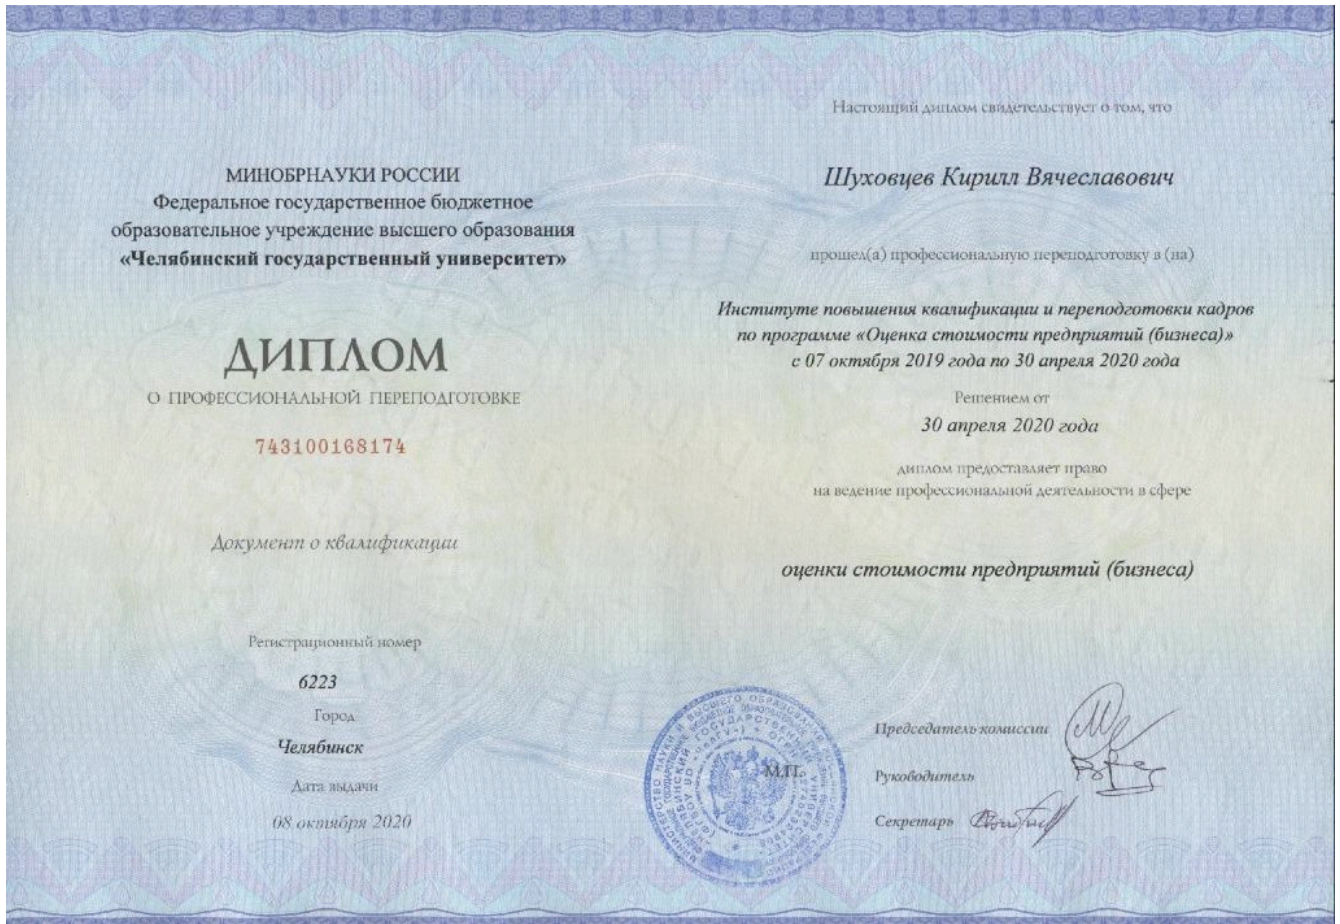 МИНОБРНАУКИ РОССИИ
Федеральное государственное бюджетное
образовательное учреждение высшего образования
«Челябинский государственный университет»
ДИПЛОМ
О ПРОФЕССИОНАЛЬНОЙ ПЕРЕПОДГОТОВКЕ
743100168174
Документ о квалификации
Регистрационный номер
6223
Город
Челябинск
Дата выдачи
08 октября 2020
Настоящий диплом свидетельствует о том, что
Шуховцев Кирилл Вячеславович
прошел(а) профессиональную переподготовку в (на)
Институте повышения квалификации и переподготовки кадров
по программе «Оценка стоимости предприятий (бизнеса)»
с 07 октября 2019 года по 30 апреля 2020 года
Решением от
30 апреля 2020 года
диплом предоставляет право
на ведение профессиональной деятельности в сфере
оценки стоимости предприятий (бизнеса)
М.П.
Председатель комиссии
Руководитель
Секретарь